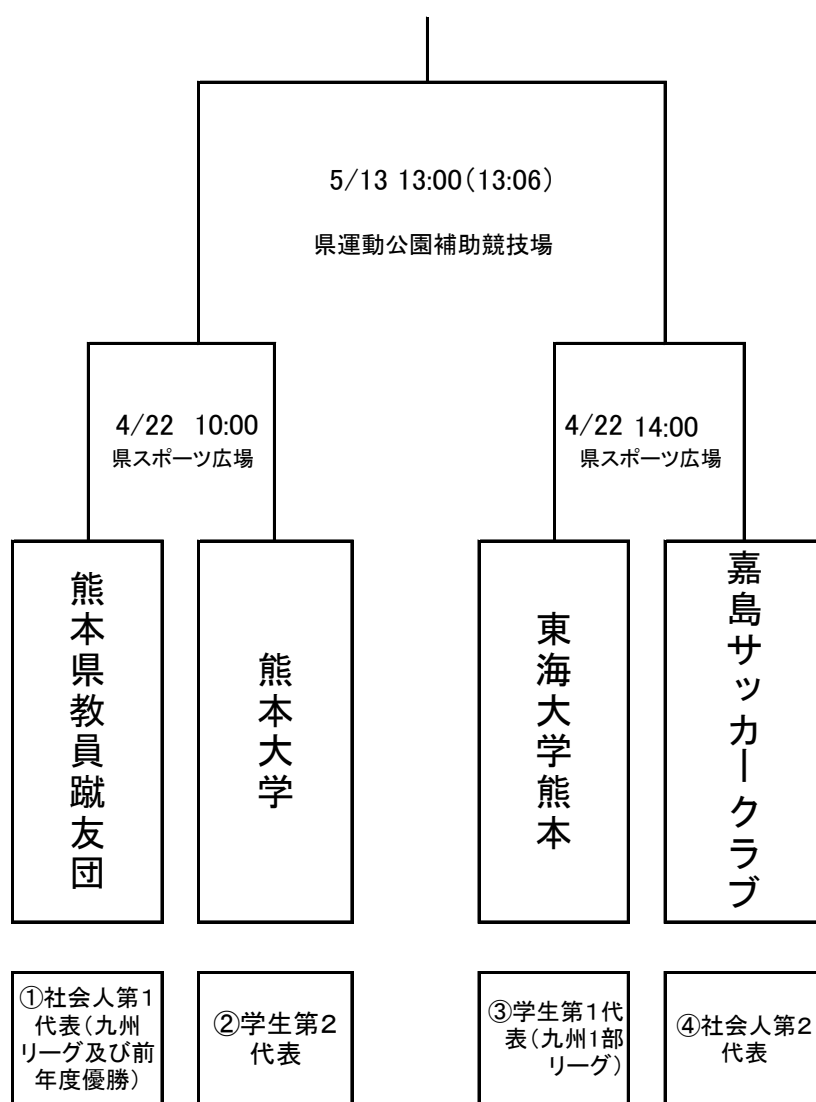 5/13 13:00(13:06)
県運動公園補助競技場
4/22 10:00
県スポーツ広場
4/22 14:00
県スポーツ広場
熊本県教員蹴友団
熊本大学
東海大学熊本
嘉島サッカークラブ
①社会人第1
代表(九州
リーグ及び前
年度優勝)
②学生第2
代表
③学生第1代
表(九州1部
リーグ)
④社会人第2
代表